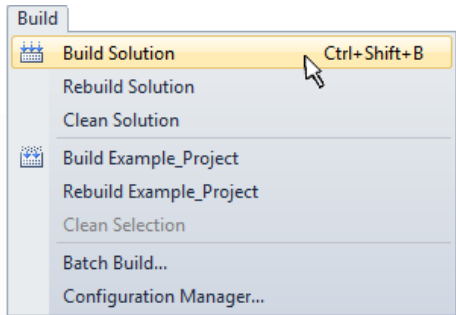 Build
Build Solution Ctrl+Shift+B
Rebuild Solution
Clean Solution
Build Example_Project
Rebuild Example_Project
Clean Selection
Batch Build...
Configuration Manager...